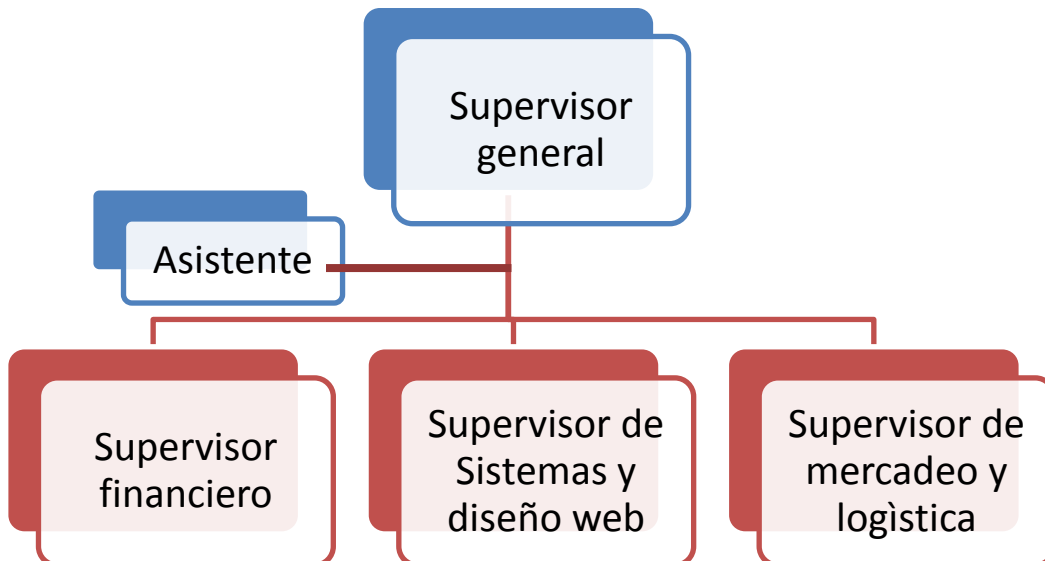 Supervisor
general
Asistente
Supervisor
financiero
Supervisor de
Sistemas y
diseño web
Supervisor de
mercadeo y
logìstica